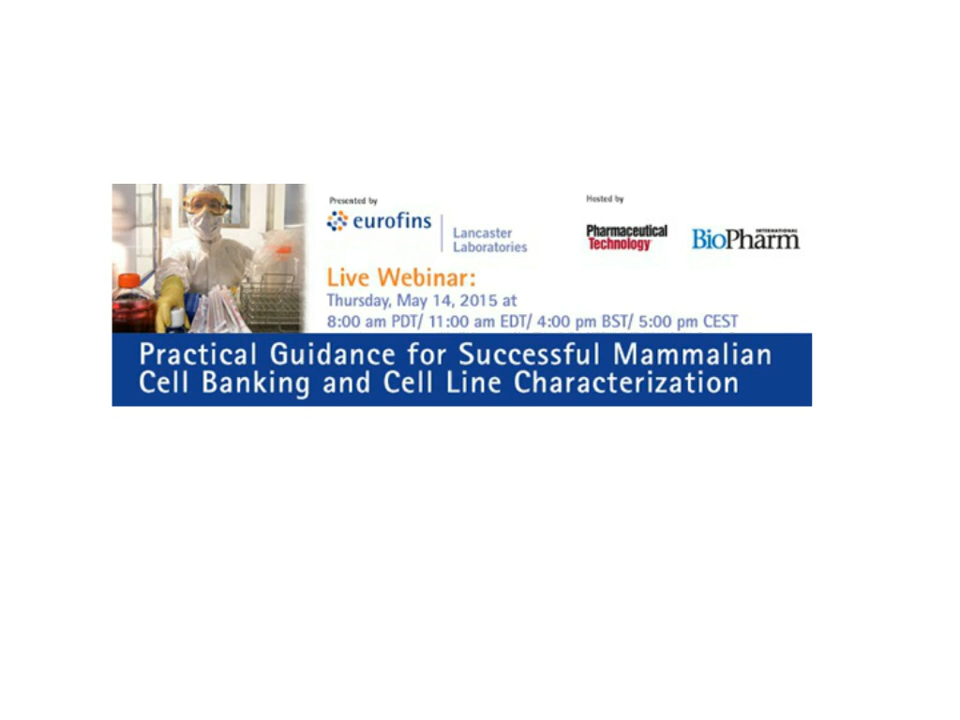 Presented by
eurofins
Lancaster
Laboratories
Hosted by
Pharmaceutical
Technology
INTERNATIONAL
BioPharm
Live Webinar:
Thursday, May 14, 2015 at
8:00 am PDT/ 11:00 am EDT/ 4:00 pm BST/ 5:00 pm CEST
Practical Guidance for Successful Mammalian
Cell Banking and Cell Line Characterization